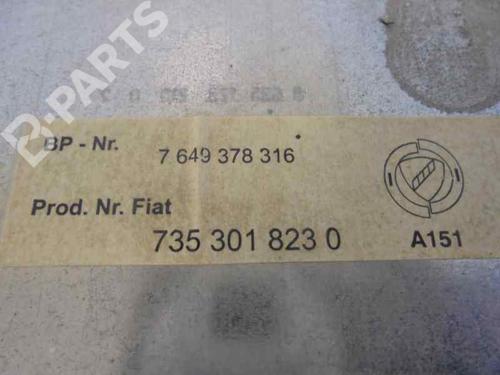 B-PARTS
BP - Nr.
7 649 378 316
Prod. Nr. Fiat
735 301 823 0
A151